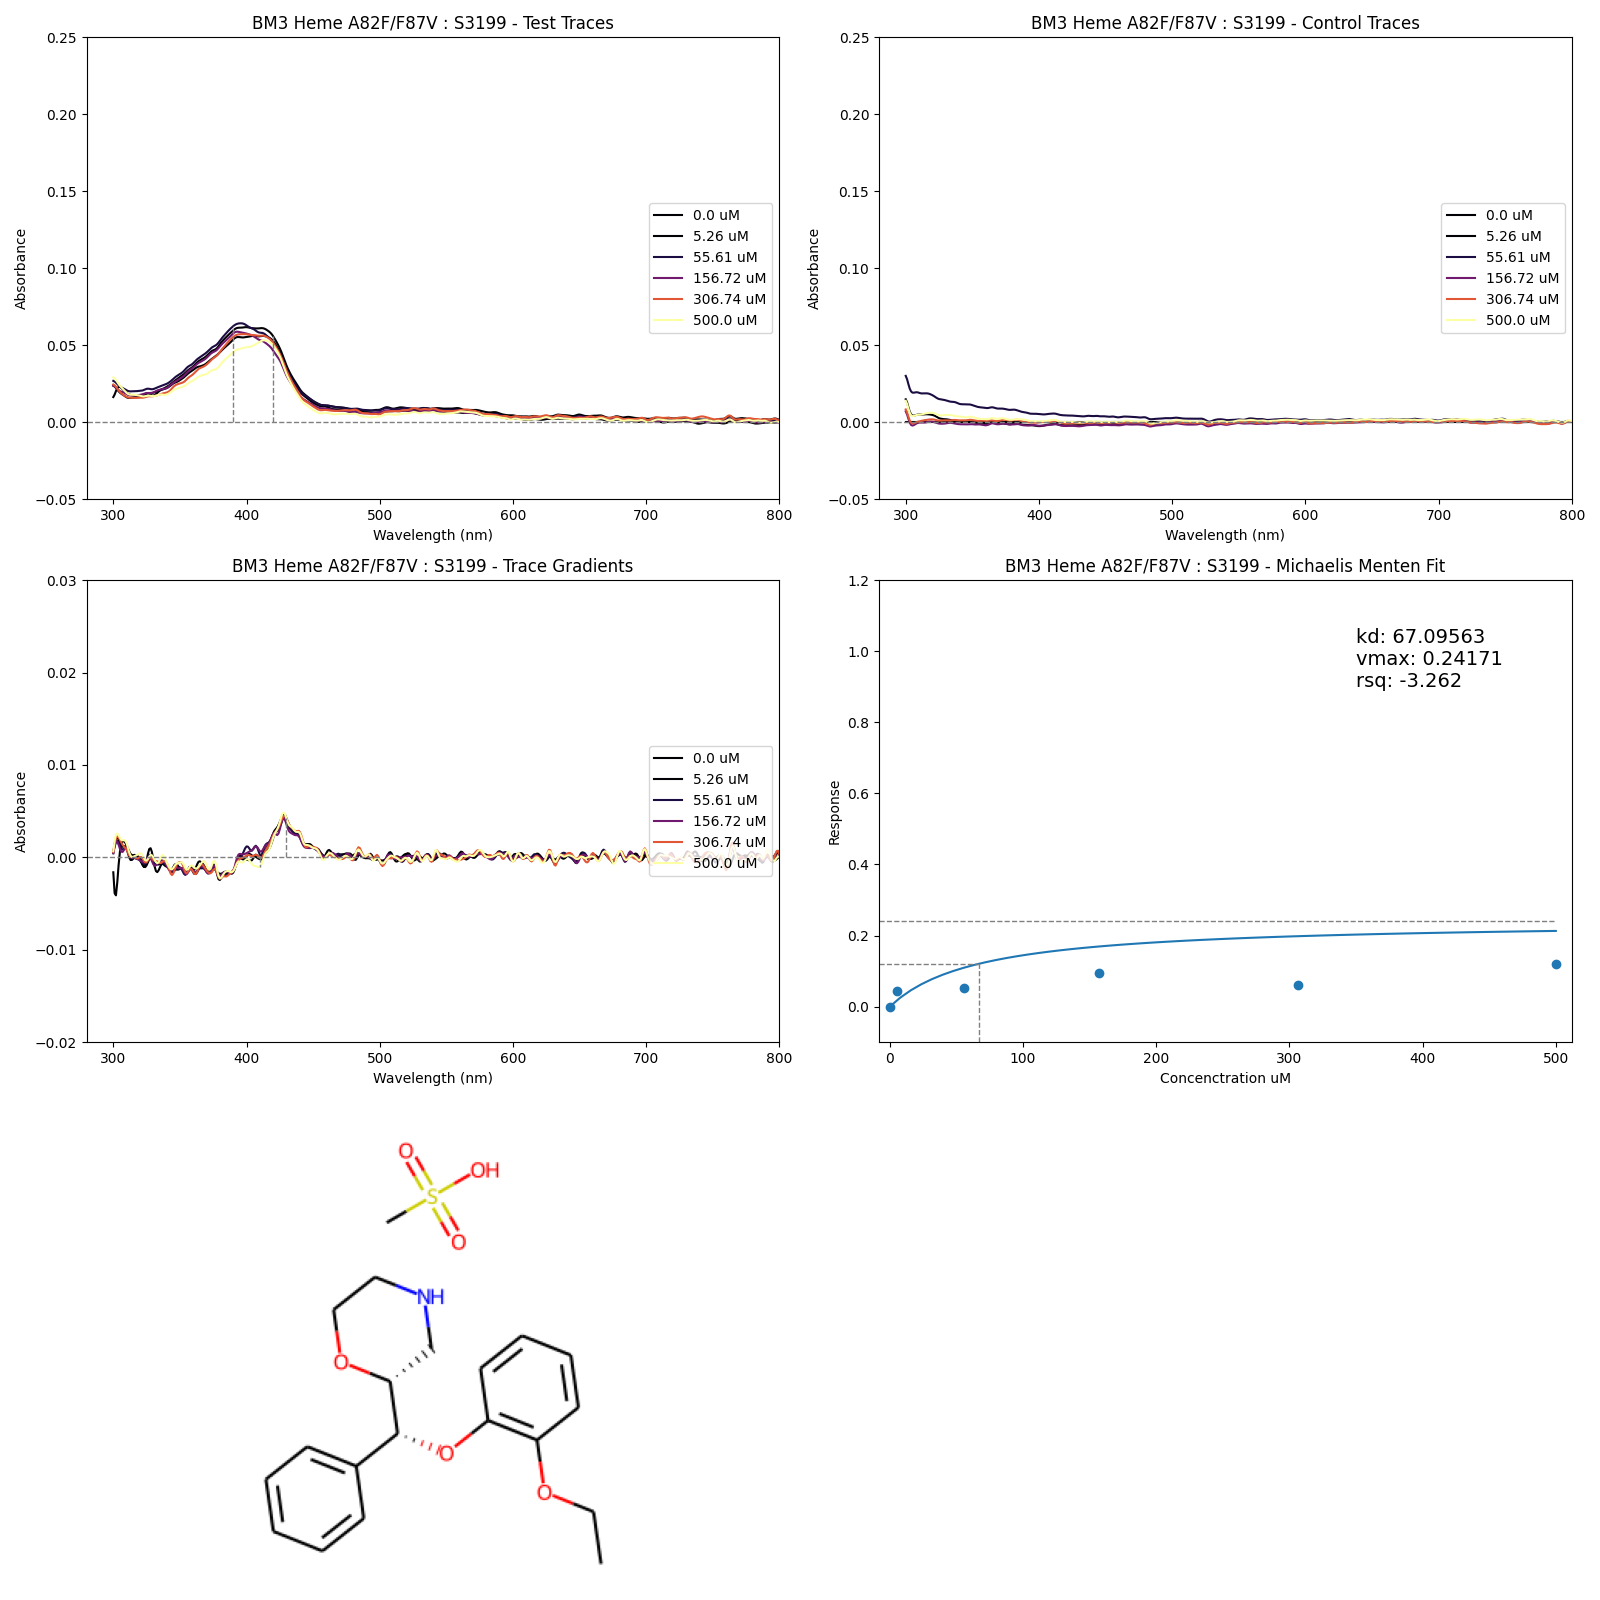 BM3 Heme A82F/F87V : S3199 - Test Traces
0.25
0.20
0.15
0.10
0.05
0.00
−0.05
Absorbance
300 400 500 600 700 800
Wavelength (nm)
0.0 uM
5.26 uM
55.61 uM
156.72 uM
306.74 uM
500.0 uM
BM3 Heme A82F/F87V : S3199 - Control Traces
0.25
0.20
0.15
0.10
0.05
0.00
−0.05
Absorbance
300 400 500 600 700 800
Wavelength (nm)
0.0 uM
5.26 uM
55.61 uM
156.72 uM
306.74 uM
500.0 uM
BM3 Heme A82F/F87V : S3199 - Trace Gradients
0.03
0.02
0.01
0.00
−0.01
−0.02
Absorbance
300 400 500 600 700 800
Wavelength (nm)
0.0 uM
5.26 uM
55.61 uM
156.72 uM
306.74 uM
500.0 uM
BM3 Heme A82F/F87V : S3199 - Michaelis Menten Fit
1.2
1.0
0.8
0.6
0.4
0.2
0.0
Response
kd: 67.09563
vmax: 0.24171
rsq: -3.262
0 100 200 300 400 500
Concenctration uM
O
OH
S
O
NH
O
O
O